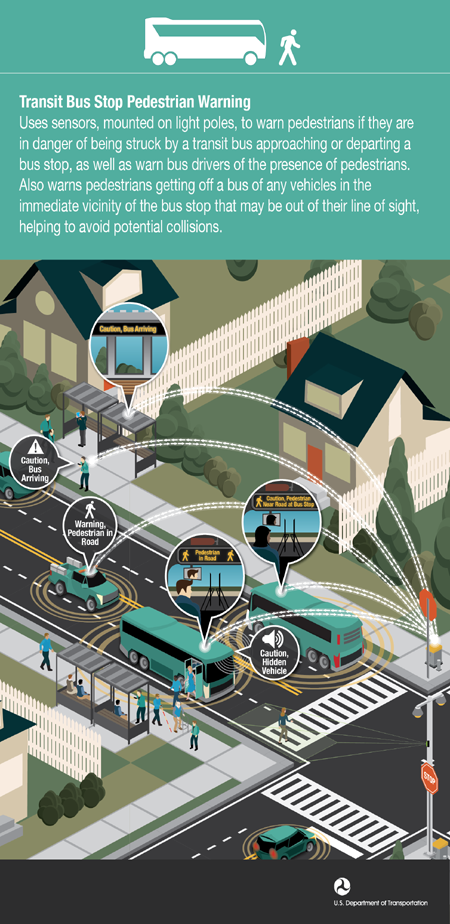 Transit Bus Stop Pedestrian Warning
Uses sensors, mounted on light poles, to warn pedestrians if they are
in danger of being struck by a transit bus approaching or departing a
bus stop, as well as warn bus drivers of the presence of pedestrians.
Also warns pedestrians getting off a bus of any vehicles in the
immediate vicinity of the bus stop that may be out of their line of sight,
helping to avoid potential collisions.
Caution, Bus Arriving
Caution,
Bus
Arriving
Warning,
Pedestrian in
Road
Caution, Pedestrian
Near Road at Bus Stop
Pedestrian
in Road
Caution,
Hidden
Vehicle
STOP
U.S. Department of Transportation